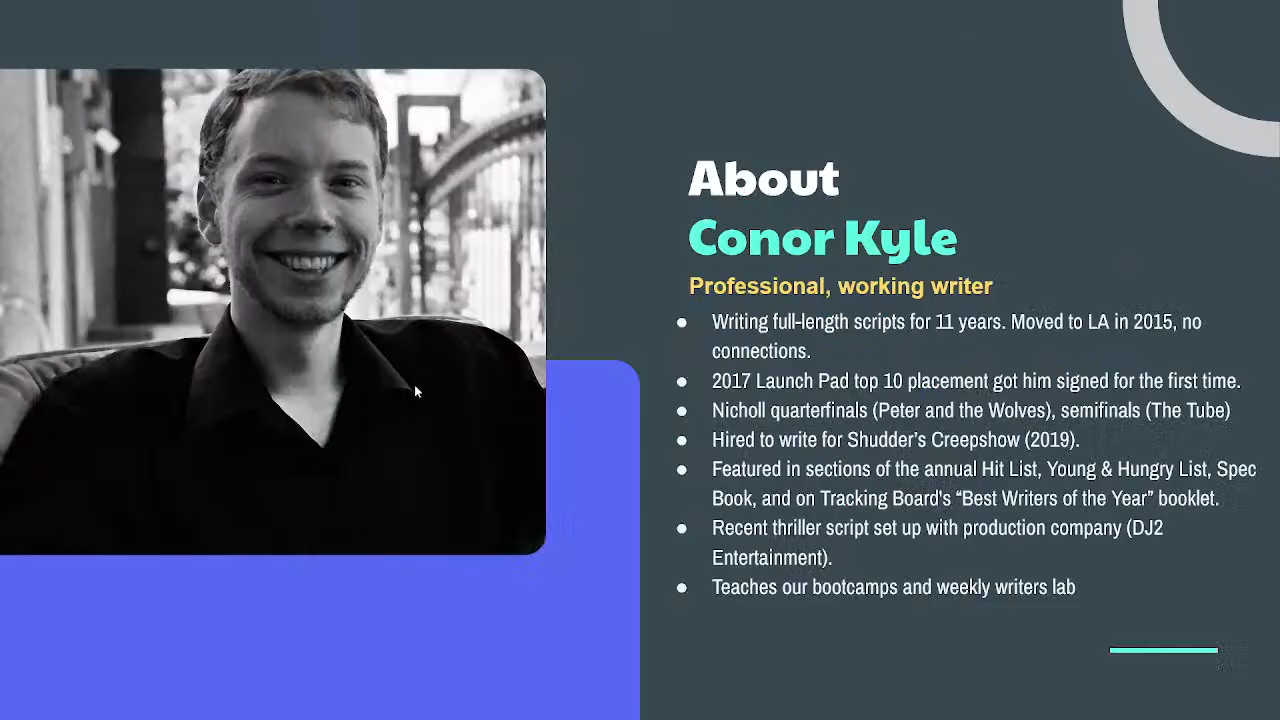 About
Conor Kyle
Professional, working writer
● Writing full-length scripts for 11 years. Moved to LA in 2015, no
connections.
● 2017 Launch Pad top 10 placement got him signed for the first time.
● Nicholl quarterfinals (Peter and the Wolves), semifinals (The Tube)
● Hired to write for Shudder's Creepshow (2019).
● Featured in sections of the annual Hit List, Young & Hungry List, Spec
Book, and on Tracking Board's “Best Writers of the Year” booklet.
● Recent thriller script set up with production company (DJ2
Entertainment).
● Teaches our bootcamps and weekly writers lab